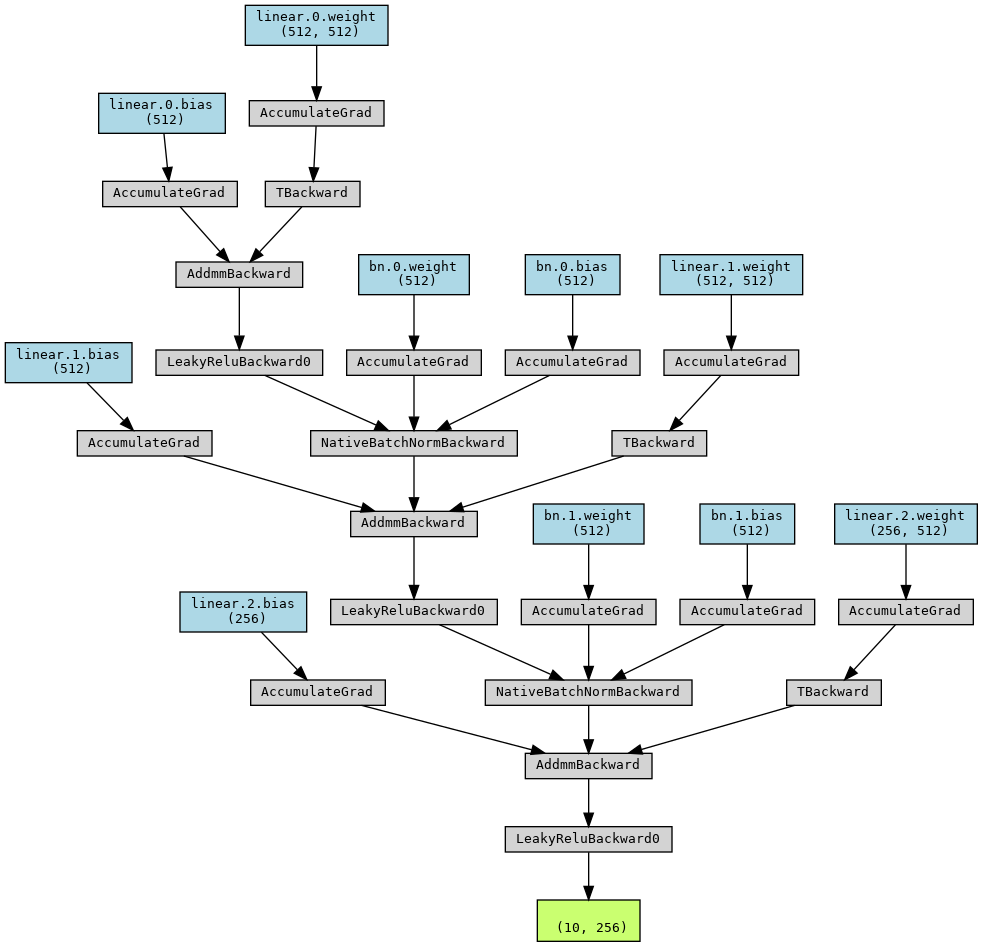 linear.0.weight
(512, 512)
linear.0.bias
(512)
AccumulateGrad
AccumulateGrad
TBackward
AddmmBackward
bn.0.weight
(512)
bn.0.bias
(512)
linear.1.weight
(512, 512)
linear.1.bias
(512)
LeakyReluBackward0
AccumulateGrad
AccumulateGrad
AccumulateGrad
AccumulateGrad
NativeBatchNormBackward
TBackward
AddmmBackward
bn.1.weight
(512)
bn.1.bias
(512)
linear.2.weight
(256, 512)
linear.2.bias
(256)
LeakyReluBackward0
AccumulateGrad
AccumulateGrad
AccumulateGrad
AccumulateGrad
NativeBatchNormBackward
TBackward
AddmmBackward
LeakyReluBackward0
(10, 256)